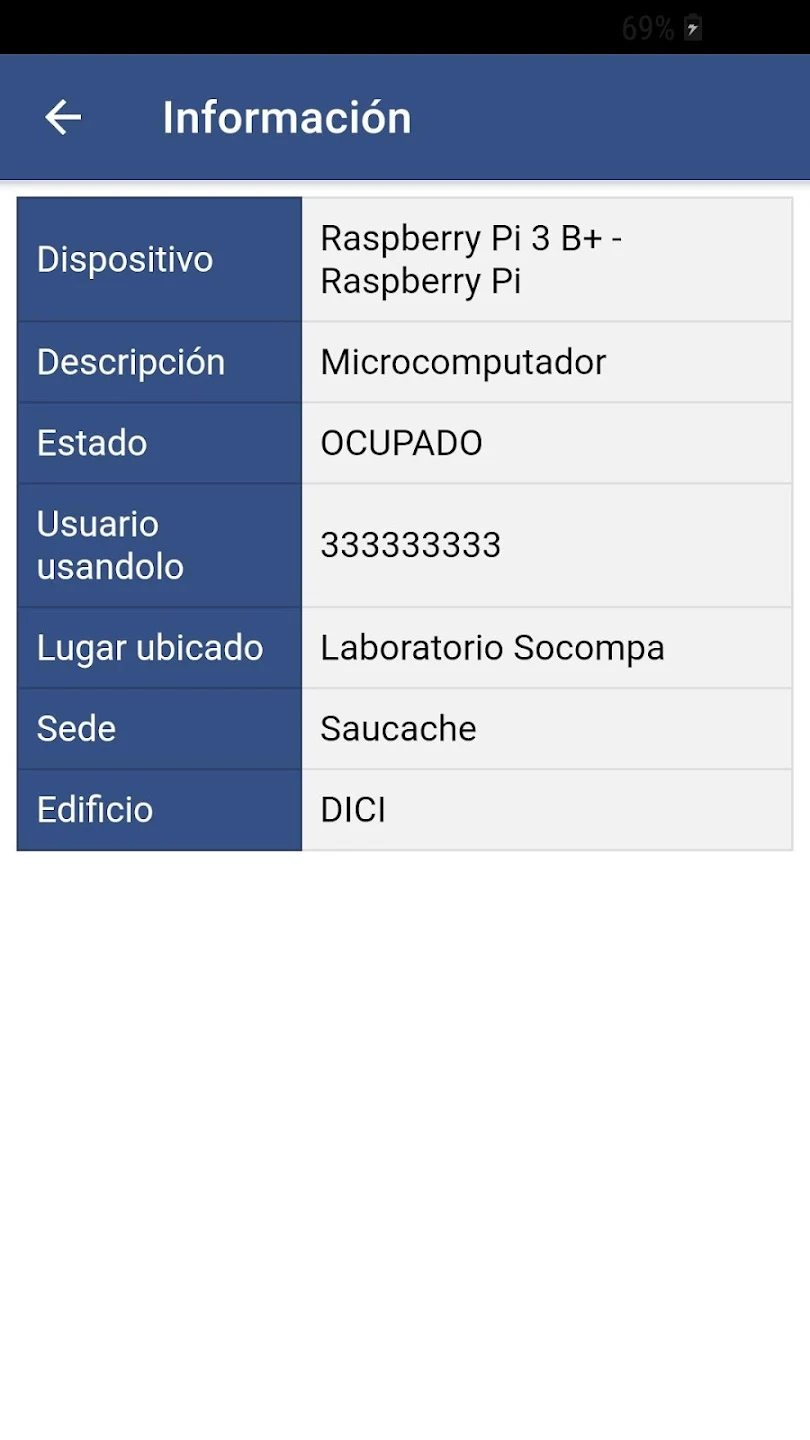 69%
Información
Dispositivo
Raspberry Pi 3 B+ -
Raspberry Pi
Descripción
Microcomputador
Estado
OCUPADO
Usuario
usandolo
333333333
Lugar ubicado
Laboratorio Socompa
Sede
Saucache
Edificio
DICI